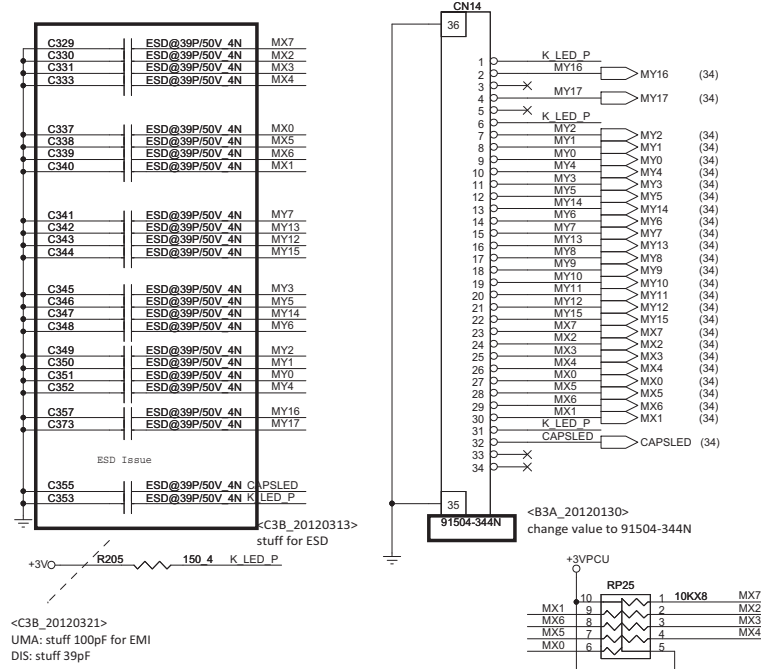 C329 ESD@39P/50V_4N MX7
C330 ESD@39P/50V_4N MX2
C331 ESD@39P/50V_4N MX3
C333 ESD@39P/50V_4N MX4
C337 ESD@39P/50V_4N MX0
C338 ESD@39P/50V_4N MX5
C339 ESD@39P/50V_4N MX6
C340 ESD@39P/50V_4N MX1
C341 ESD@39P/50V_4N MY7
C342 ESD@39P/50V_4N MY13
C343 ESD@39P/50V_4N MY12
C344 ESD@39P/50V_4N MY15
C345 ESD@39P/50V_4N MY3
C346 ESD@39P/50V_4N MY5
C347 ESD@39P/50V_4N MY14
C348 ESD@39P/50V_4N MY6
C349 ESD@39P/50V_4N MY2
C350 ESD@39P/50V_4N MY1
C351 ESD@39P/50V_4N MY0
C352 ESD@39P/50V_4N MY4
C357 ESD@39P/50V_4N MY16
C373 ESD@39P/50V_4N MY17
ESD Issue
C355 ESD@39P/50V_4N CAPSLED
C353 ESD@39P/50V_4N K_LED_P
<C3B_20120313>
stuff for ESD
+3VO R205 150_4 K_LED_P
<C3B_20120321>
UMA: stuff 100pF for EMI
DIS: stuff 39pF
CN14
36
1 K_LED_P
2 MY16 MY16 (34)
3
4 MY17 MY17 (34)
5
6 K_LED_P
7 MY2 MY2 (34)
8 MY1 MY1 (34)
9 MY0 MY0 (34)
10 MY4 MY4 (34)
11 MY3 MY3 (34)
12 MY5 MY5 (34)
13 MY14 MY14 (34)
14 MY6 MY6 (34)
15 MY7 MY7 (34)
16 MY13 MY13 (34)
17 MY8 MY8 (34)
18 MY9 MY9 (34)
19 MY10 MY10 (34)
20 MY11 MY11 (34)
21 MY12 MY12 (34)
22 MY15 MY15 (34)
23 MX7 MX7 (34)
24 MX2 MX2 (34)
25 MX3 MX3 (34)
26 MX4 MX4 (34)
27 MX0 MX0 (34)
28 MX5 MX5 (34)
29 MX6 MX6 (34)
30 MX1 MX1 (34)
31 K_LED_P
32 CAPSLED CAPSLED (34)
33
34
35
91504-344N
<B3A_20120130>
change value to 91504-344N
+3VPCU
RP25
10 1 10KX8 MX7
MX1 9 2 MX2
MX6 8 3 MX3
MX5 7 4 MX4
MX0 6 5